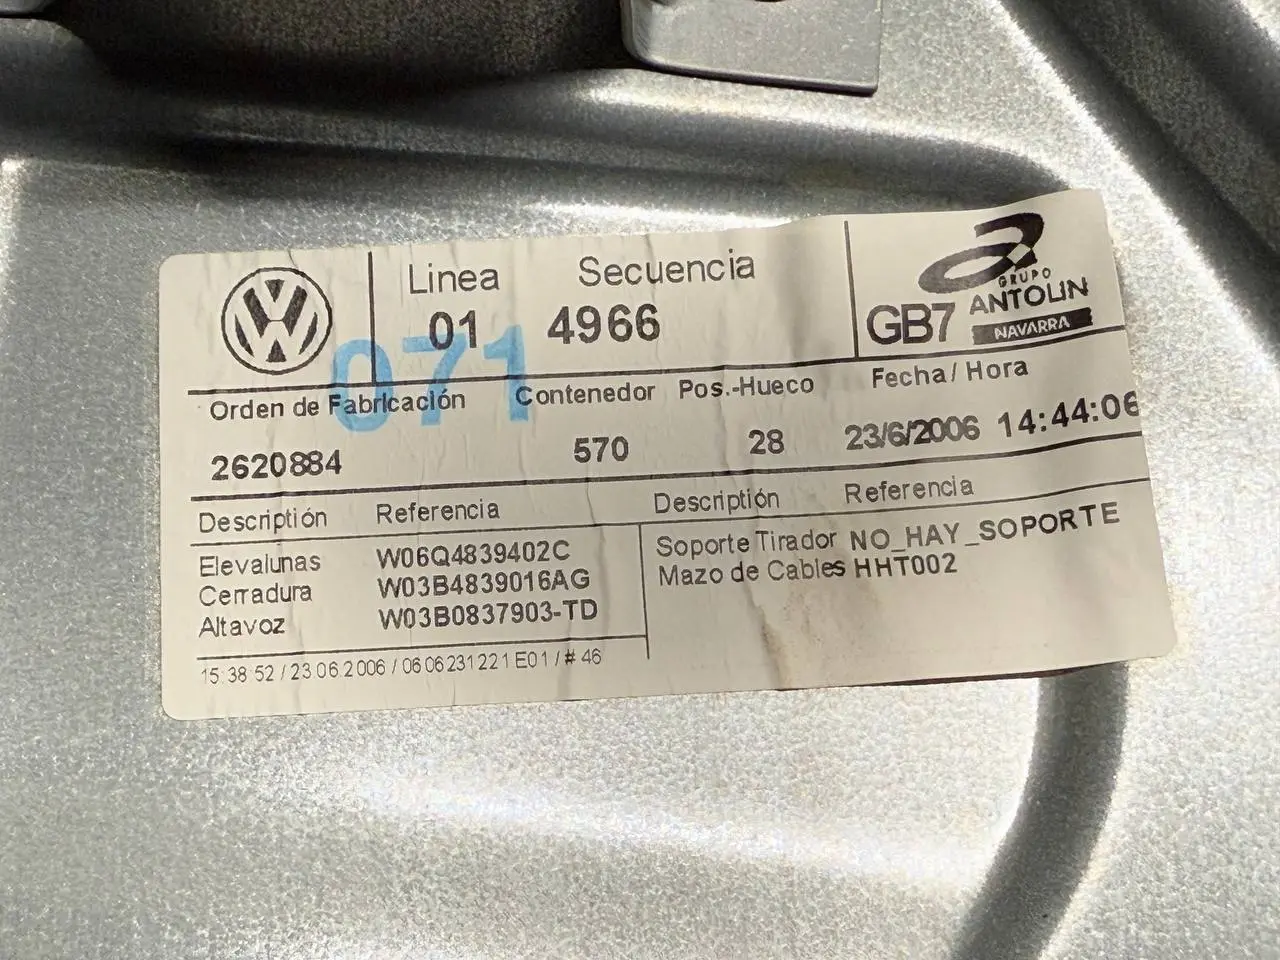 Linea Secuencia
01 4966
GB7 GRUPO ANTOLIN NAVARRA
071
Orden de Fabricación Contenedor Pos.-Hueco Fecha/Hora
2620884 570 28 23/6/2006 14:44:06
Descriptión Referencia Descriptión Referencia
Elevalunas W06Q4839402C
Cerradura W03B4839016AG
Altavoz W03B0837903-TD
Soporte Tirador NO_HAY_SOPORTE
Mazo de Cables HHT002
15:38:52 / 23.06.2006 / 0606231221E01 / # 46